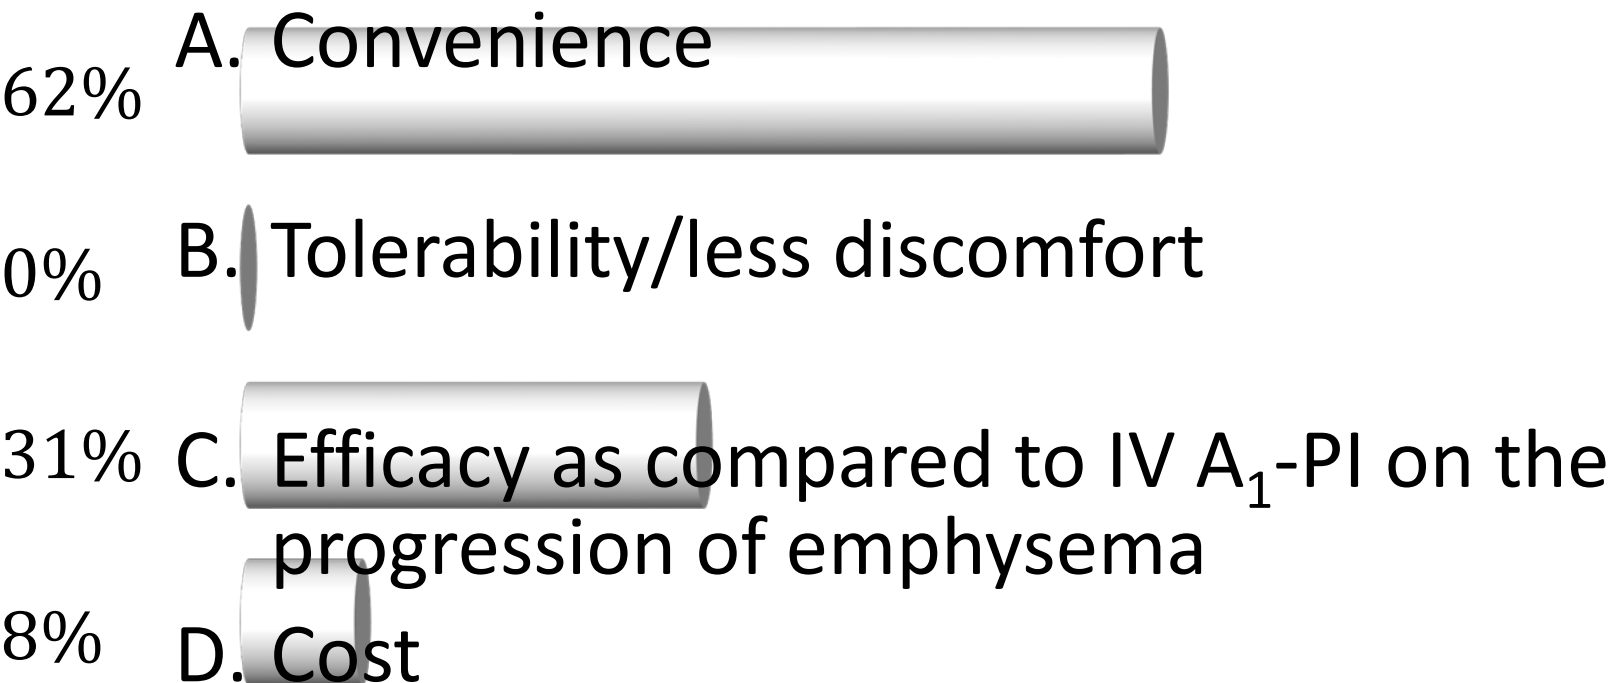 A. Convenience
62%
B. Tolerability/less discomfort
0%
31% C. Efficacy as compared to IV A₁-PI on the
progression of emphysema
8% D. Cost